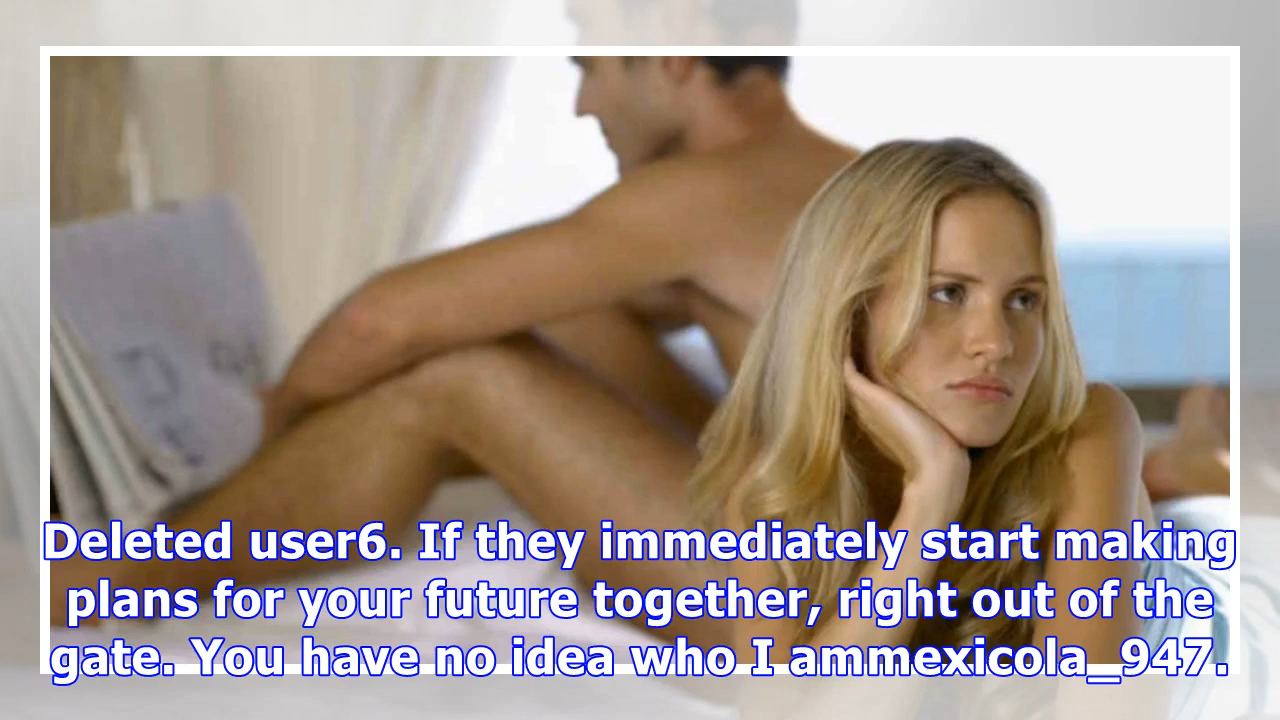 Deleted user6. If they immediately start making
plans for your future together, right out of the
gate. You have no idea who I ammexicola_947.